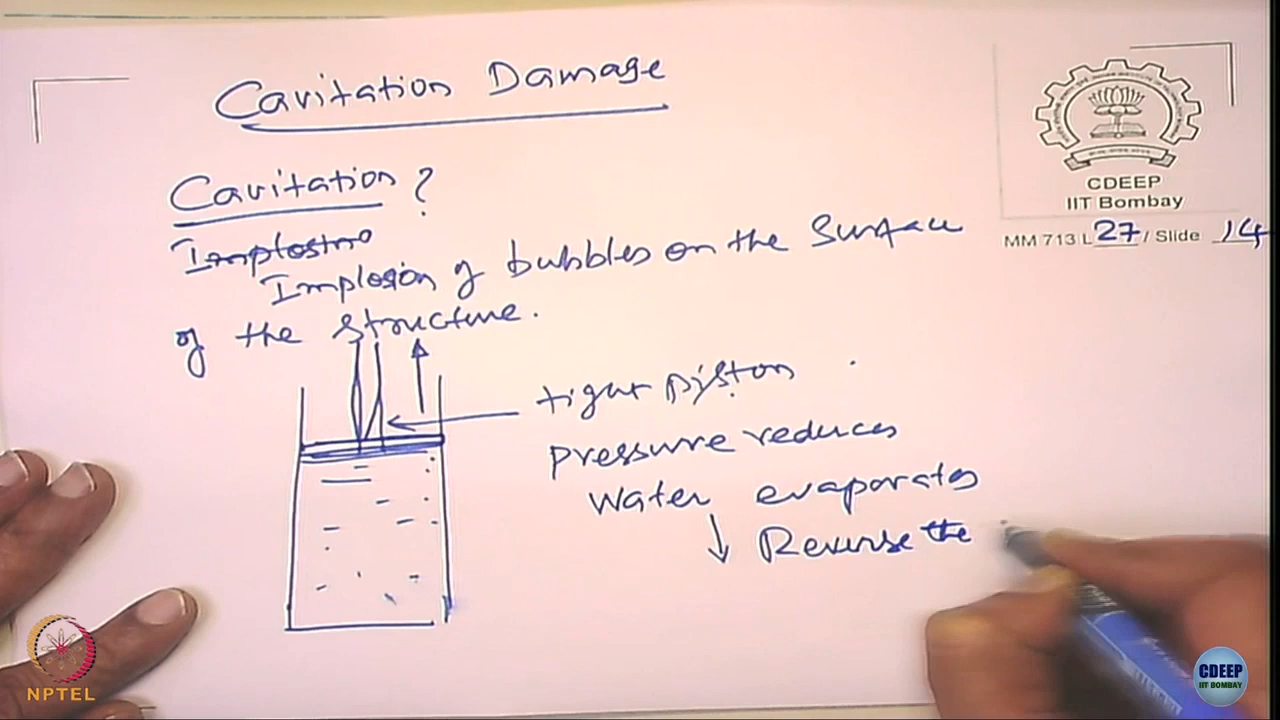 Cavitation Damage
CDEEP
IIT Bombay
MM 713 L 27 / Slide 14
Cavitation ?
Implosino
Implosion of bubbles on the Surface
of the structure.
tight piston
pressure reduces
Water evaporates
↓ Reverse the
NPTEL
CDEEP
IIT BOMBAY